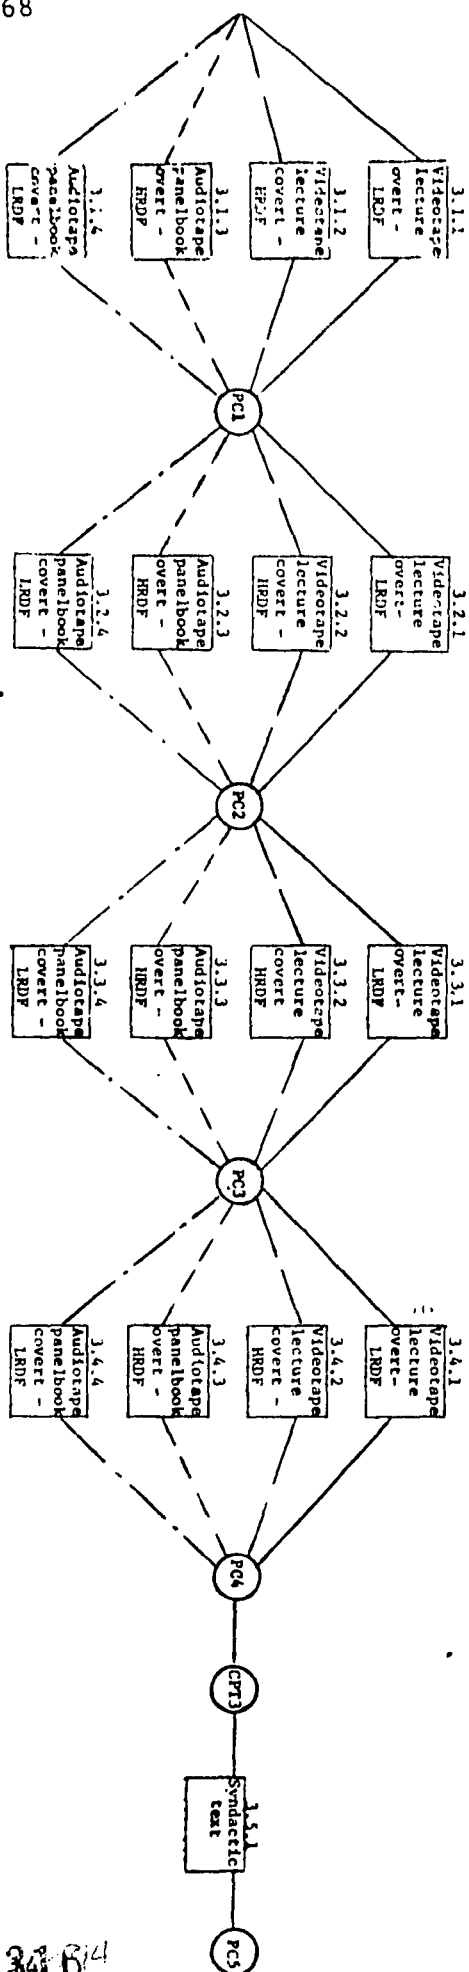 68
3.1.1
Videotape
lecture
overt -
LRDF
3.1.2
Videotape
lecture
covert -
HRDF
3.1.3
Audiotape
panelbook
overt -
HRDF
3.1.4
Audiotape
panelbook
covert -
LRDF
PC1
3.2.1
Videotape
lecture
overt-
LRDF
3.2.2
Videotape
lecture
covert -
HRDF
3.2.3
Audiotape
panelbook
overt -
HRDF
3.2.4
Audiotape
panelbook
covert -
LRDF
PC2
3.3.1
Videotape
lecture
overt-
LRDF
3.3.2
Videotape
lecture
covert
HRDF
3.3.3
Audiotape
panelbook
overt -
HRDF
3.3.4
Audiotape
panelbook
covert -
LRDF
PC3
3.4.1
Videotape
lecture
overt-
LRDF
3.4.2
Videotape
lecture
covert -
HRDF
3.4.3
Audiotape
panelbook
overt -
HRDF
3.4.4
Audiotape
panelbook
covert -
LRDF
PC4
CPT3
3.5.1
Syndactic
text
PC5